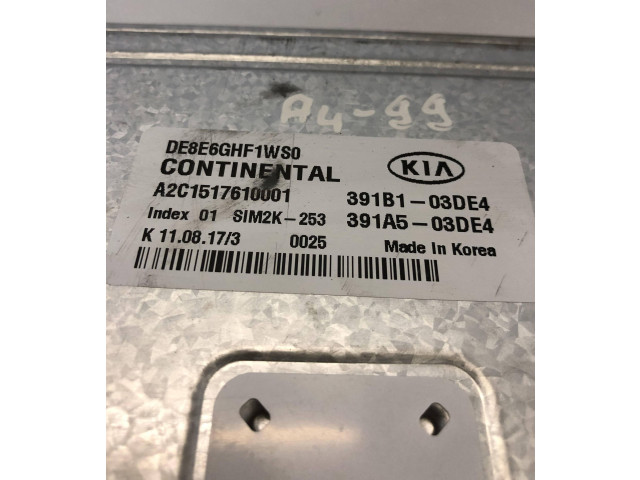 A4-99
DE8E6GHF1WS0
CONTINENTAL
KIA
A2C1517610001
391B1-03DE4
Index 01 SIM2K-253
391A5-03DE4
K 11.08.17/3 0025
Made In Korea